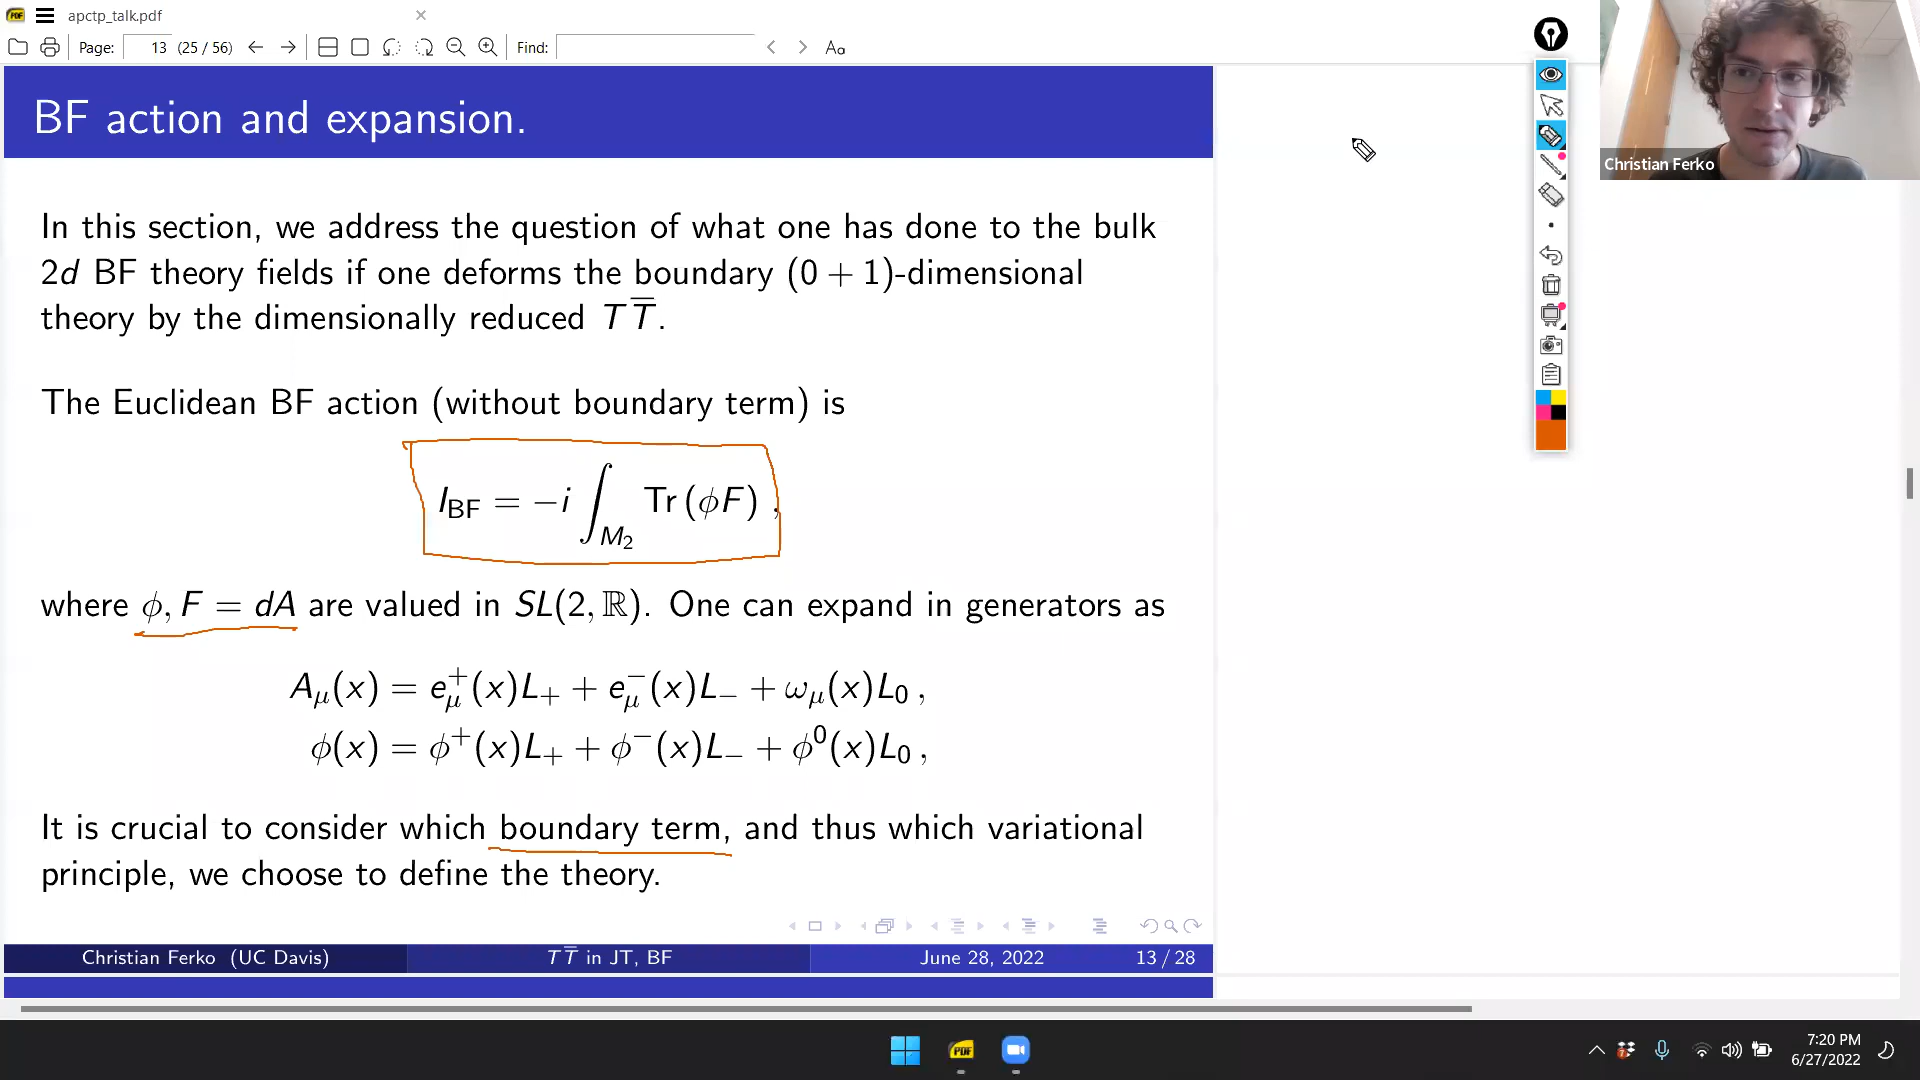 apctp_talk.pdf
Page: 13 (25 / 56) Find: Aa
BF action and expansion.
In this section, we address the question of what one has done to the bulk
2d BF theory fields if one deforms the boundary (0 + 1)-dimensional
theory by the dimensionally reduced T T̅.
The Euclidean BF action (without boundary term) is
I_BF = −i ∫_{M₂} Tr (ϕF) ,
where ϕ, F = dA are valued in SL(2, ℝ). One can expand in generators as
A_μ(x) = e_μ^+(x)L_+ + e_μ^−(x)L_− + ω_μ(x)L_0 ,
ϕ(x) = ϕ^+(x)L_+ + ϕ^−(x)L_− + ϕ^0(x)L_0 ,
It is crucial to consider which boundary term, and thus which variational
principle, we choose to define the theory.
Christian Ferko (UC Davis) T T̅ in JT, BF June 28, 2022 13 / 28
Christian Ferko
PDF
7:20 PM
6/27/2022